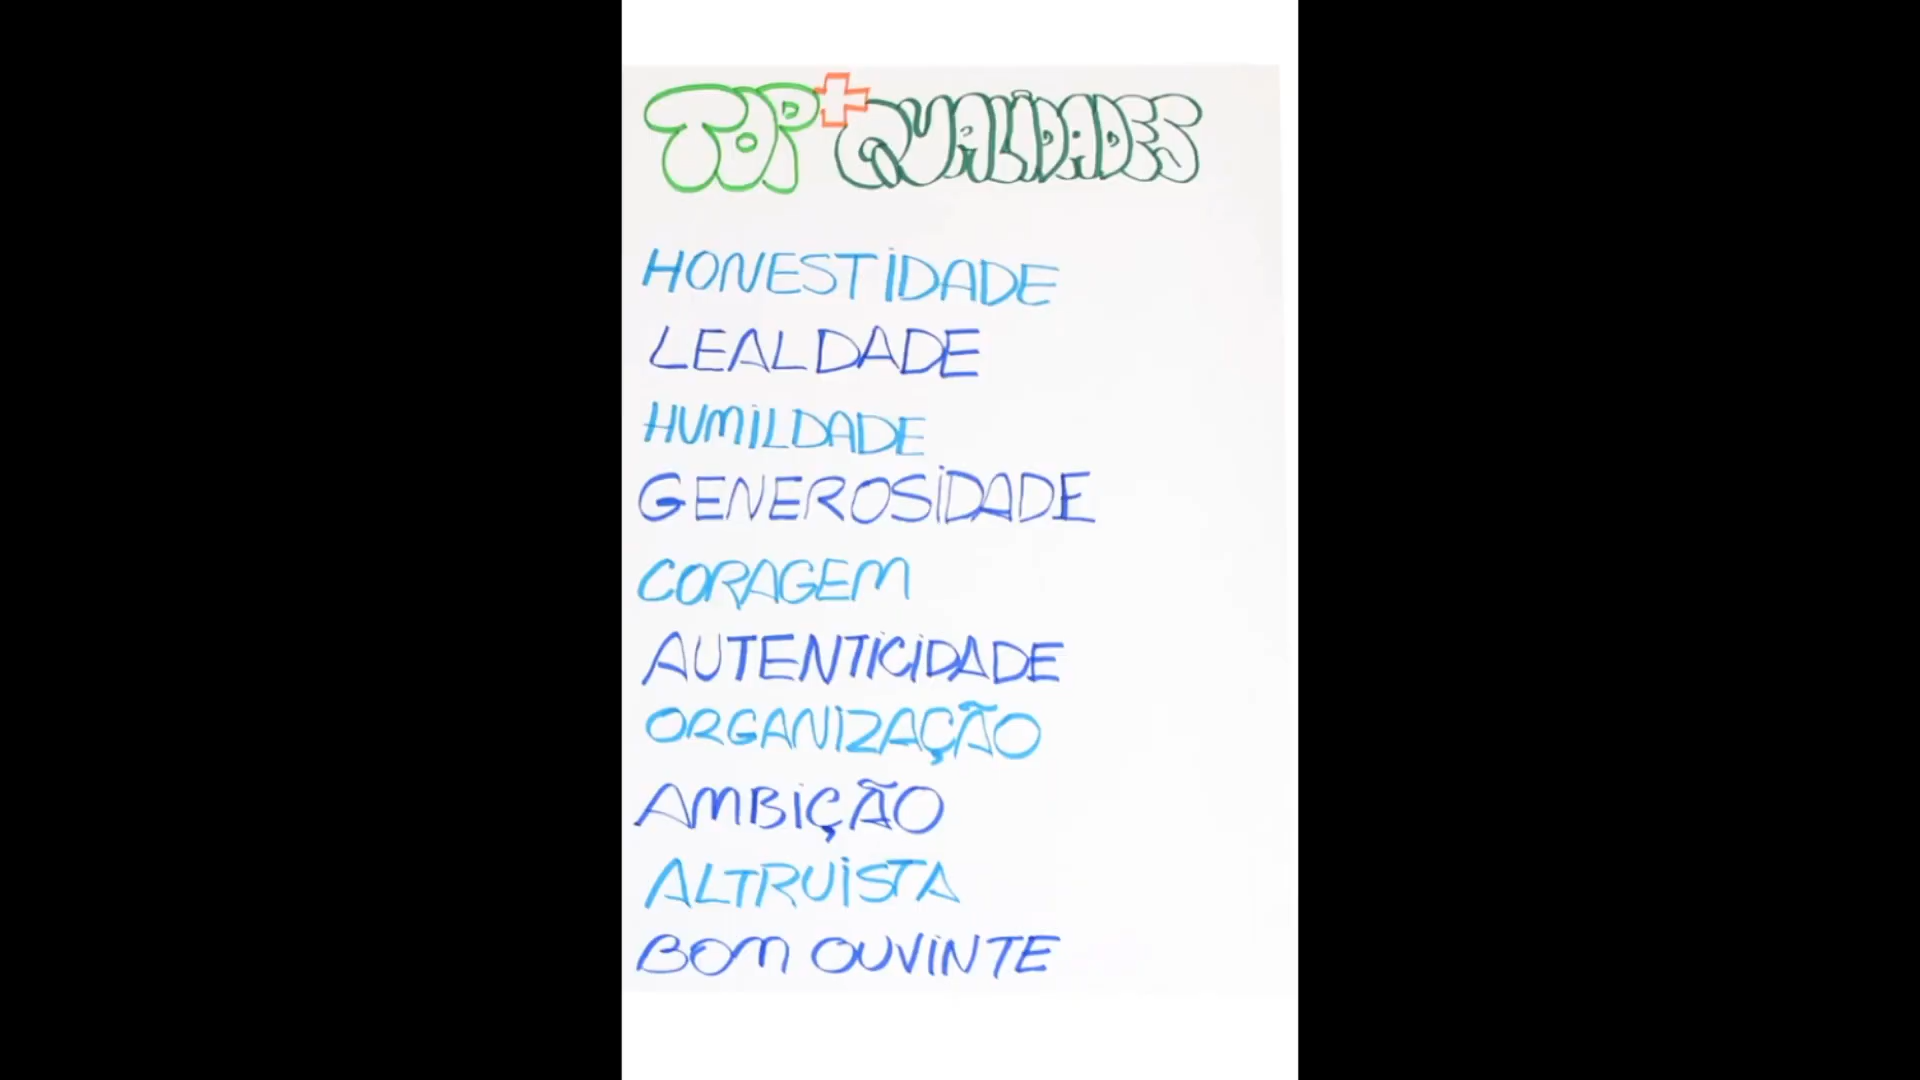 TOP+ QUALIDADES
HONESTIDADE
LEALDADE
HUMILDADE
GENEROSIDADE
CORAGEM
AUTENTICIDADE
ORGANIZAÇÃO
AMBIÇÃO
ALTRUISTA
BOM OUVINTE